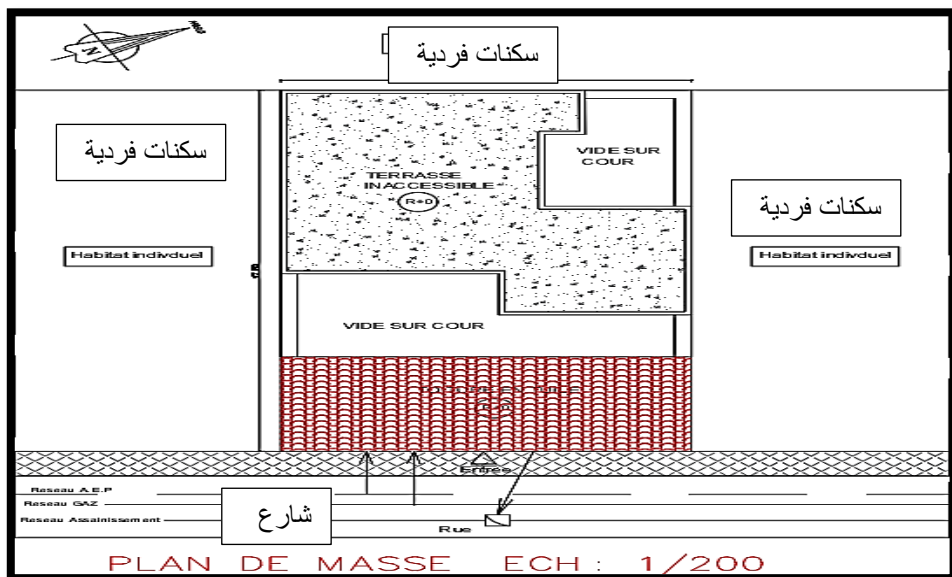 N
سكنات فردية
سكنات فردية
VIDE SUR
COUR
TERRASSE
INACCESSIBLE
R+0
سكنات فردية
Habitat indivduel
Habitat indivduel
VIDE SUR COUR
Entrée
Reseau A.E.P
Reseau GAZ
Reseau Assainissement
شارع
Rue
PLAN DE MASSE ECH : 1/200